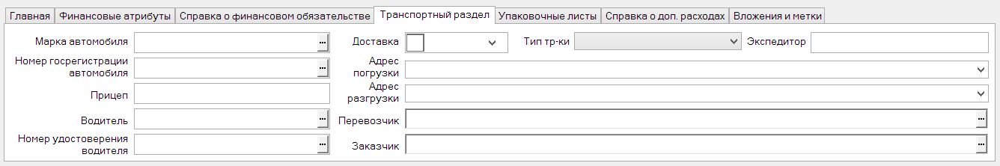 Главная Финансовые атрибуты Справка о финансовом обязательстве Транспортный раздел Упаковочные листы Справка о доп. расходах Вложения и метки
Марка автомобиля ... Доставка Тип тр-ки Экспедитор
Номер госрегистрации
автомобиля ...
Адрес
погрузки
Прицеп
Адрес
разгрузки
Водитель ... Перевозчик ...
Номер удостоверения
водителя ...
Заказчик ...